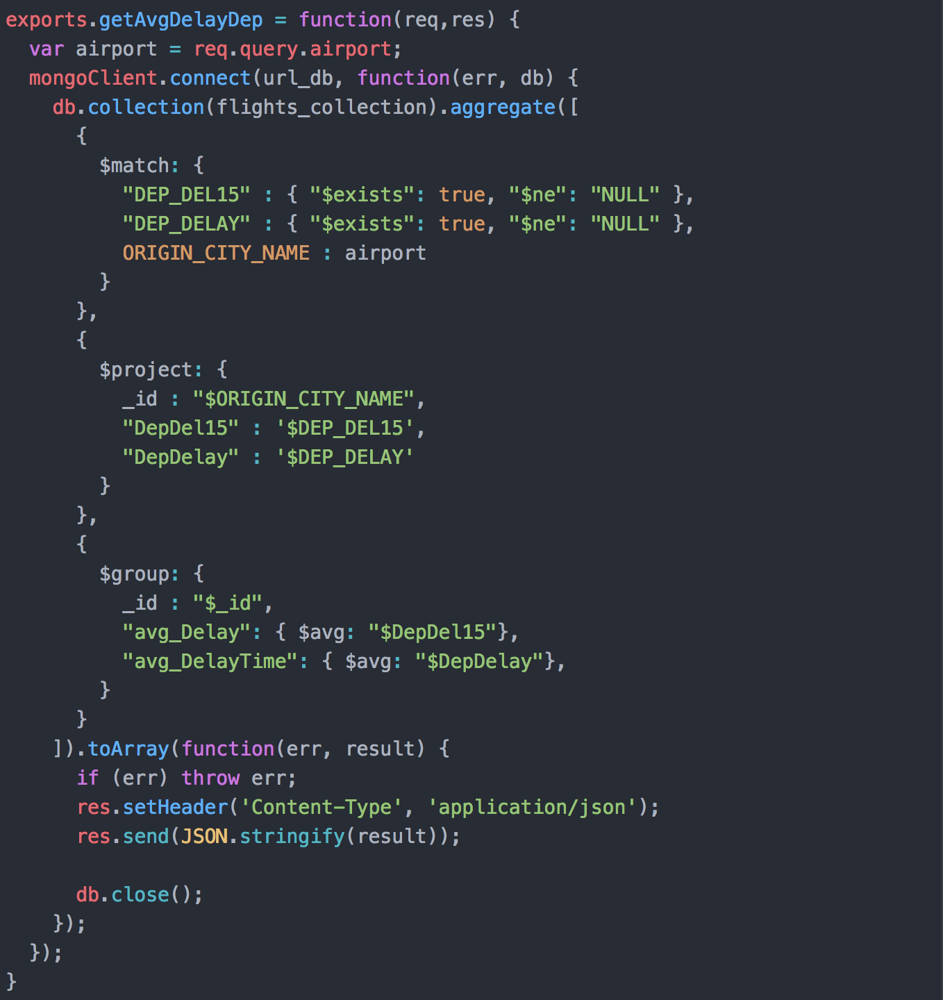 exports.getAvgDelayDep = function(req,res) {
  var airport = req.query.airport;
  mongoClient.connect(url_db, function(err, db) {
    db.collection(flights_collection).aggregate([
      {
        $match: {
          "DEP_DEL15" : { "$exists": true, "$ne": "NULL" },
          "DEP_DELAY" : { "$exists": true, "$ne": "NULL" },
          ORIGIN_CITY_NAME : airport
        }
      },
      {
        $project: {
          _id : "$ORIGIN_CITY_NAME",
          "DepDel15" : '$DEP_DEL15',
          "DepDelay" : '$DEP_DELAY'
        }
      },
      {
        $group: {
          _id : "$_id",
          "avg_Delay": { $avg: "$DepDel15"},
          "avg_DelayTime": { $avg: "$DepDelay"},
        }
      }
    ]).toArray(function(err, result) {
      if (err) throw err;
      res.setHeader('Content-Type', 'application/json');
      res.send(JSON.stringify(result));

      db.close();
    });
  });
}